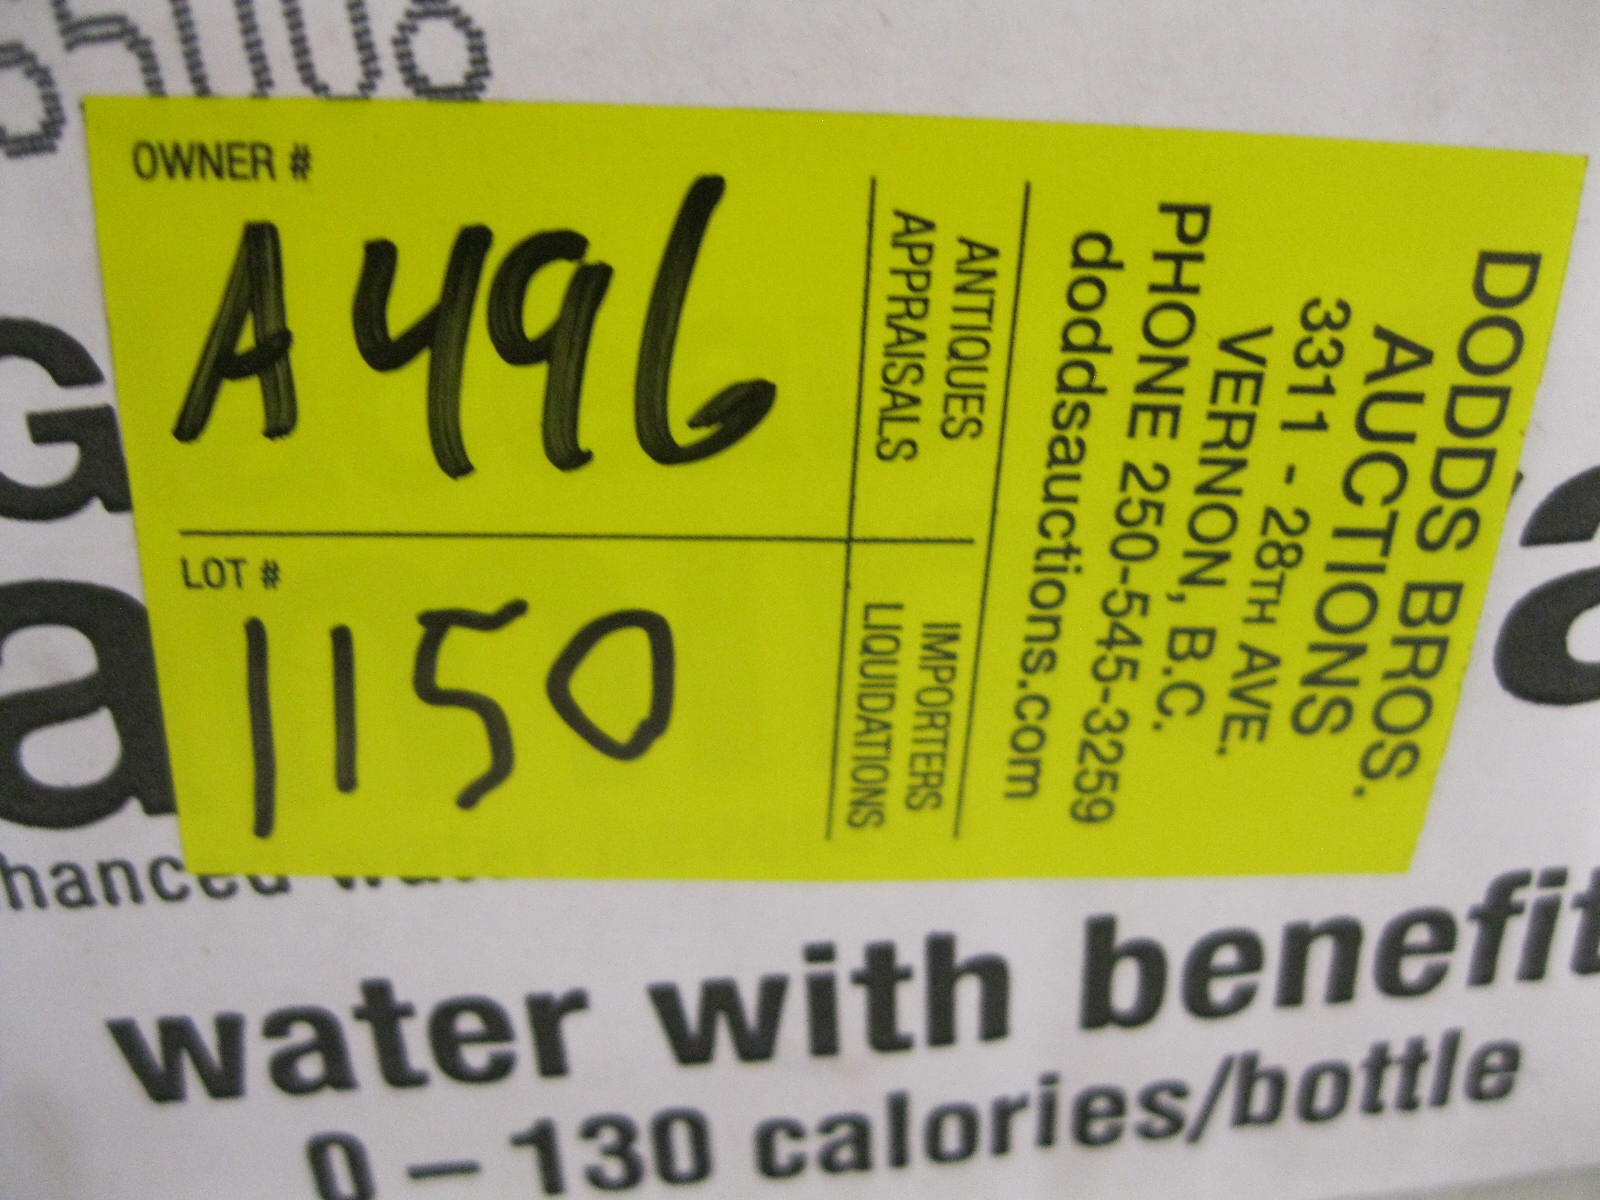 OWNER #
A496
LOT #
1150
ANTIQUES
APPRAISALS
IMPORTERS
LIQUIDATIONS
DODDS BROS.
AUCTIONS
3311 - 28TH AVE.
VERNON, B.C.
PHONE 250-545-3259
doddsauctions.com
water with benefit
0 – 130 calories/bottle